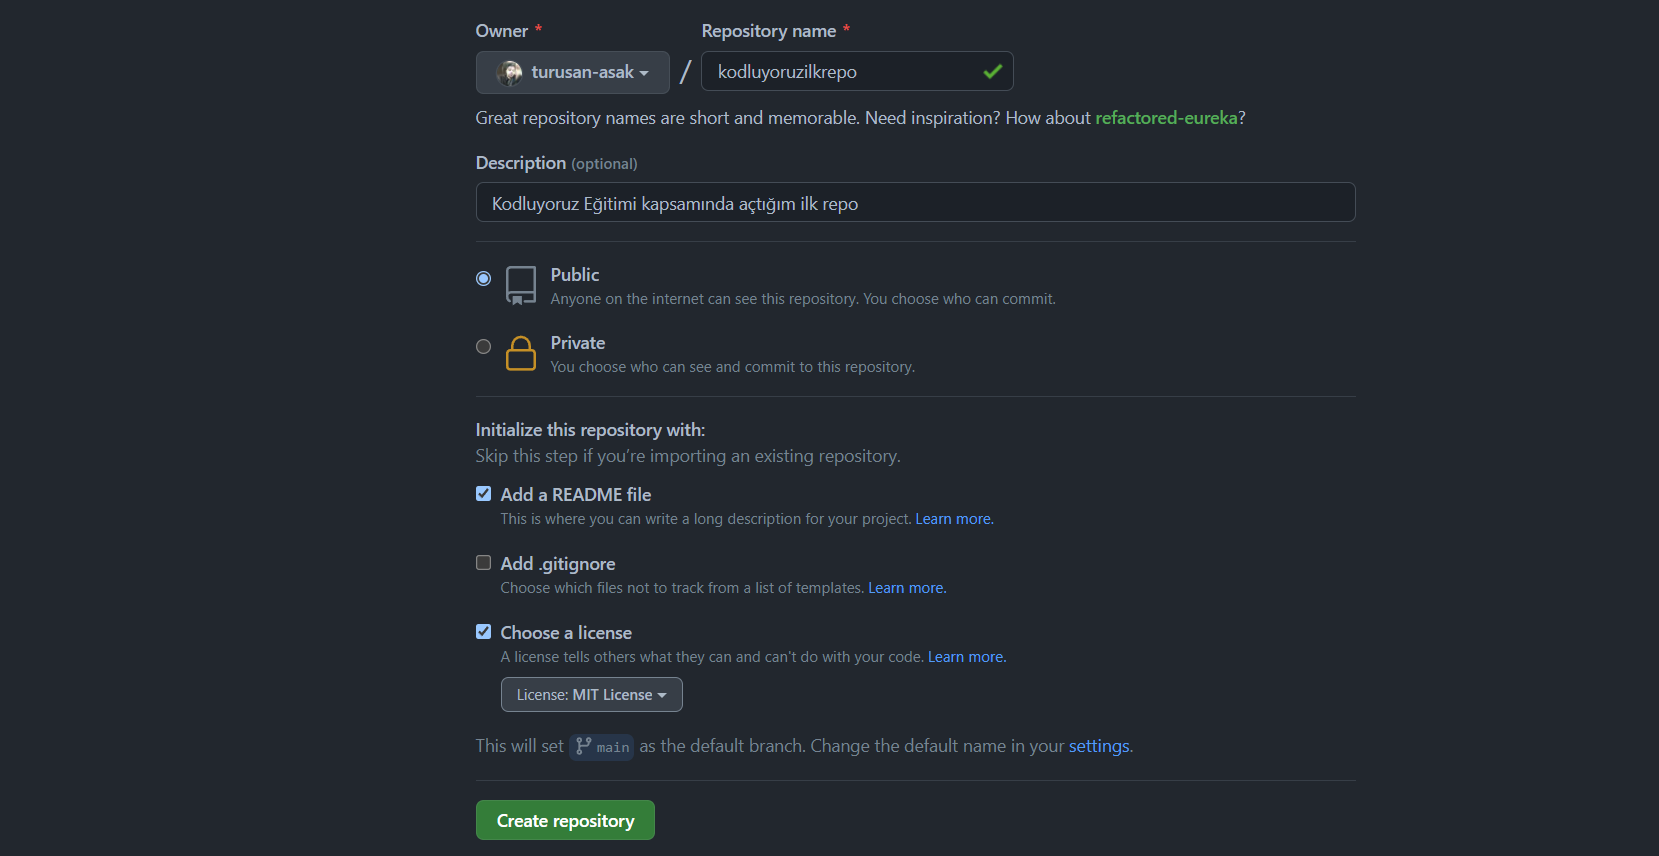 Owner *
Repository name *
turusan-asak
/
kodluyoruzilkrepo
Great repository names are short and memorable. Need inspiration? How about refactored-eureka?
Description (optional)
Kodluyoruz Eğitimi kapsamında açtığım ilk repo
Public
Anyone on the internet can see this repository. You choose who can commit.
Private
You choose who can see and commit to this repository.
Initialize this repository with:
Skip this step if you’re importing an existing repository.
Add a README file
This is where you can write a long description for your project. Learn more.
Add .gitignore
Choose which files not to track from a list of templates. Learn more.
Choose a license
A license tells others what they can and can't do with your code. Learn more.
License: MIT License
This will set main as the default branch. Change the default name in your settings.
Create repository